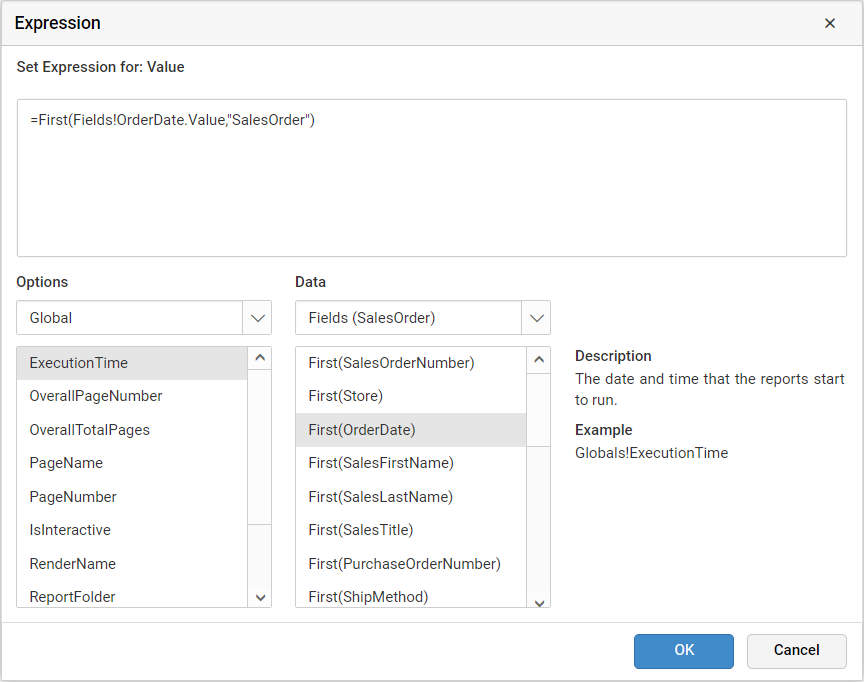 Expression
Set Expression for: Value
=First(Fields!OrderDate.Value,"SalesOrder")
Options
Data
Global
Fields (SalesOrder)
ExecutionTime
OverallPageNumber
OverallTotalPages
PageName
PageNumber
IsInteractive
RenderName
ReportFolder
First(SalesOrderNumber)
First(Store)
First(OrderDate)
First(SalesFirstName)
First(SalesLastName)
First(SalesTitle)
First(PurchaseOrderNumber)
First(ShipMethod)
Description
The date and time that the reports start
to run.
Example
Globals!ExecutionTime
OK
Cancel